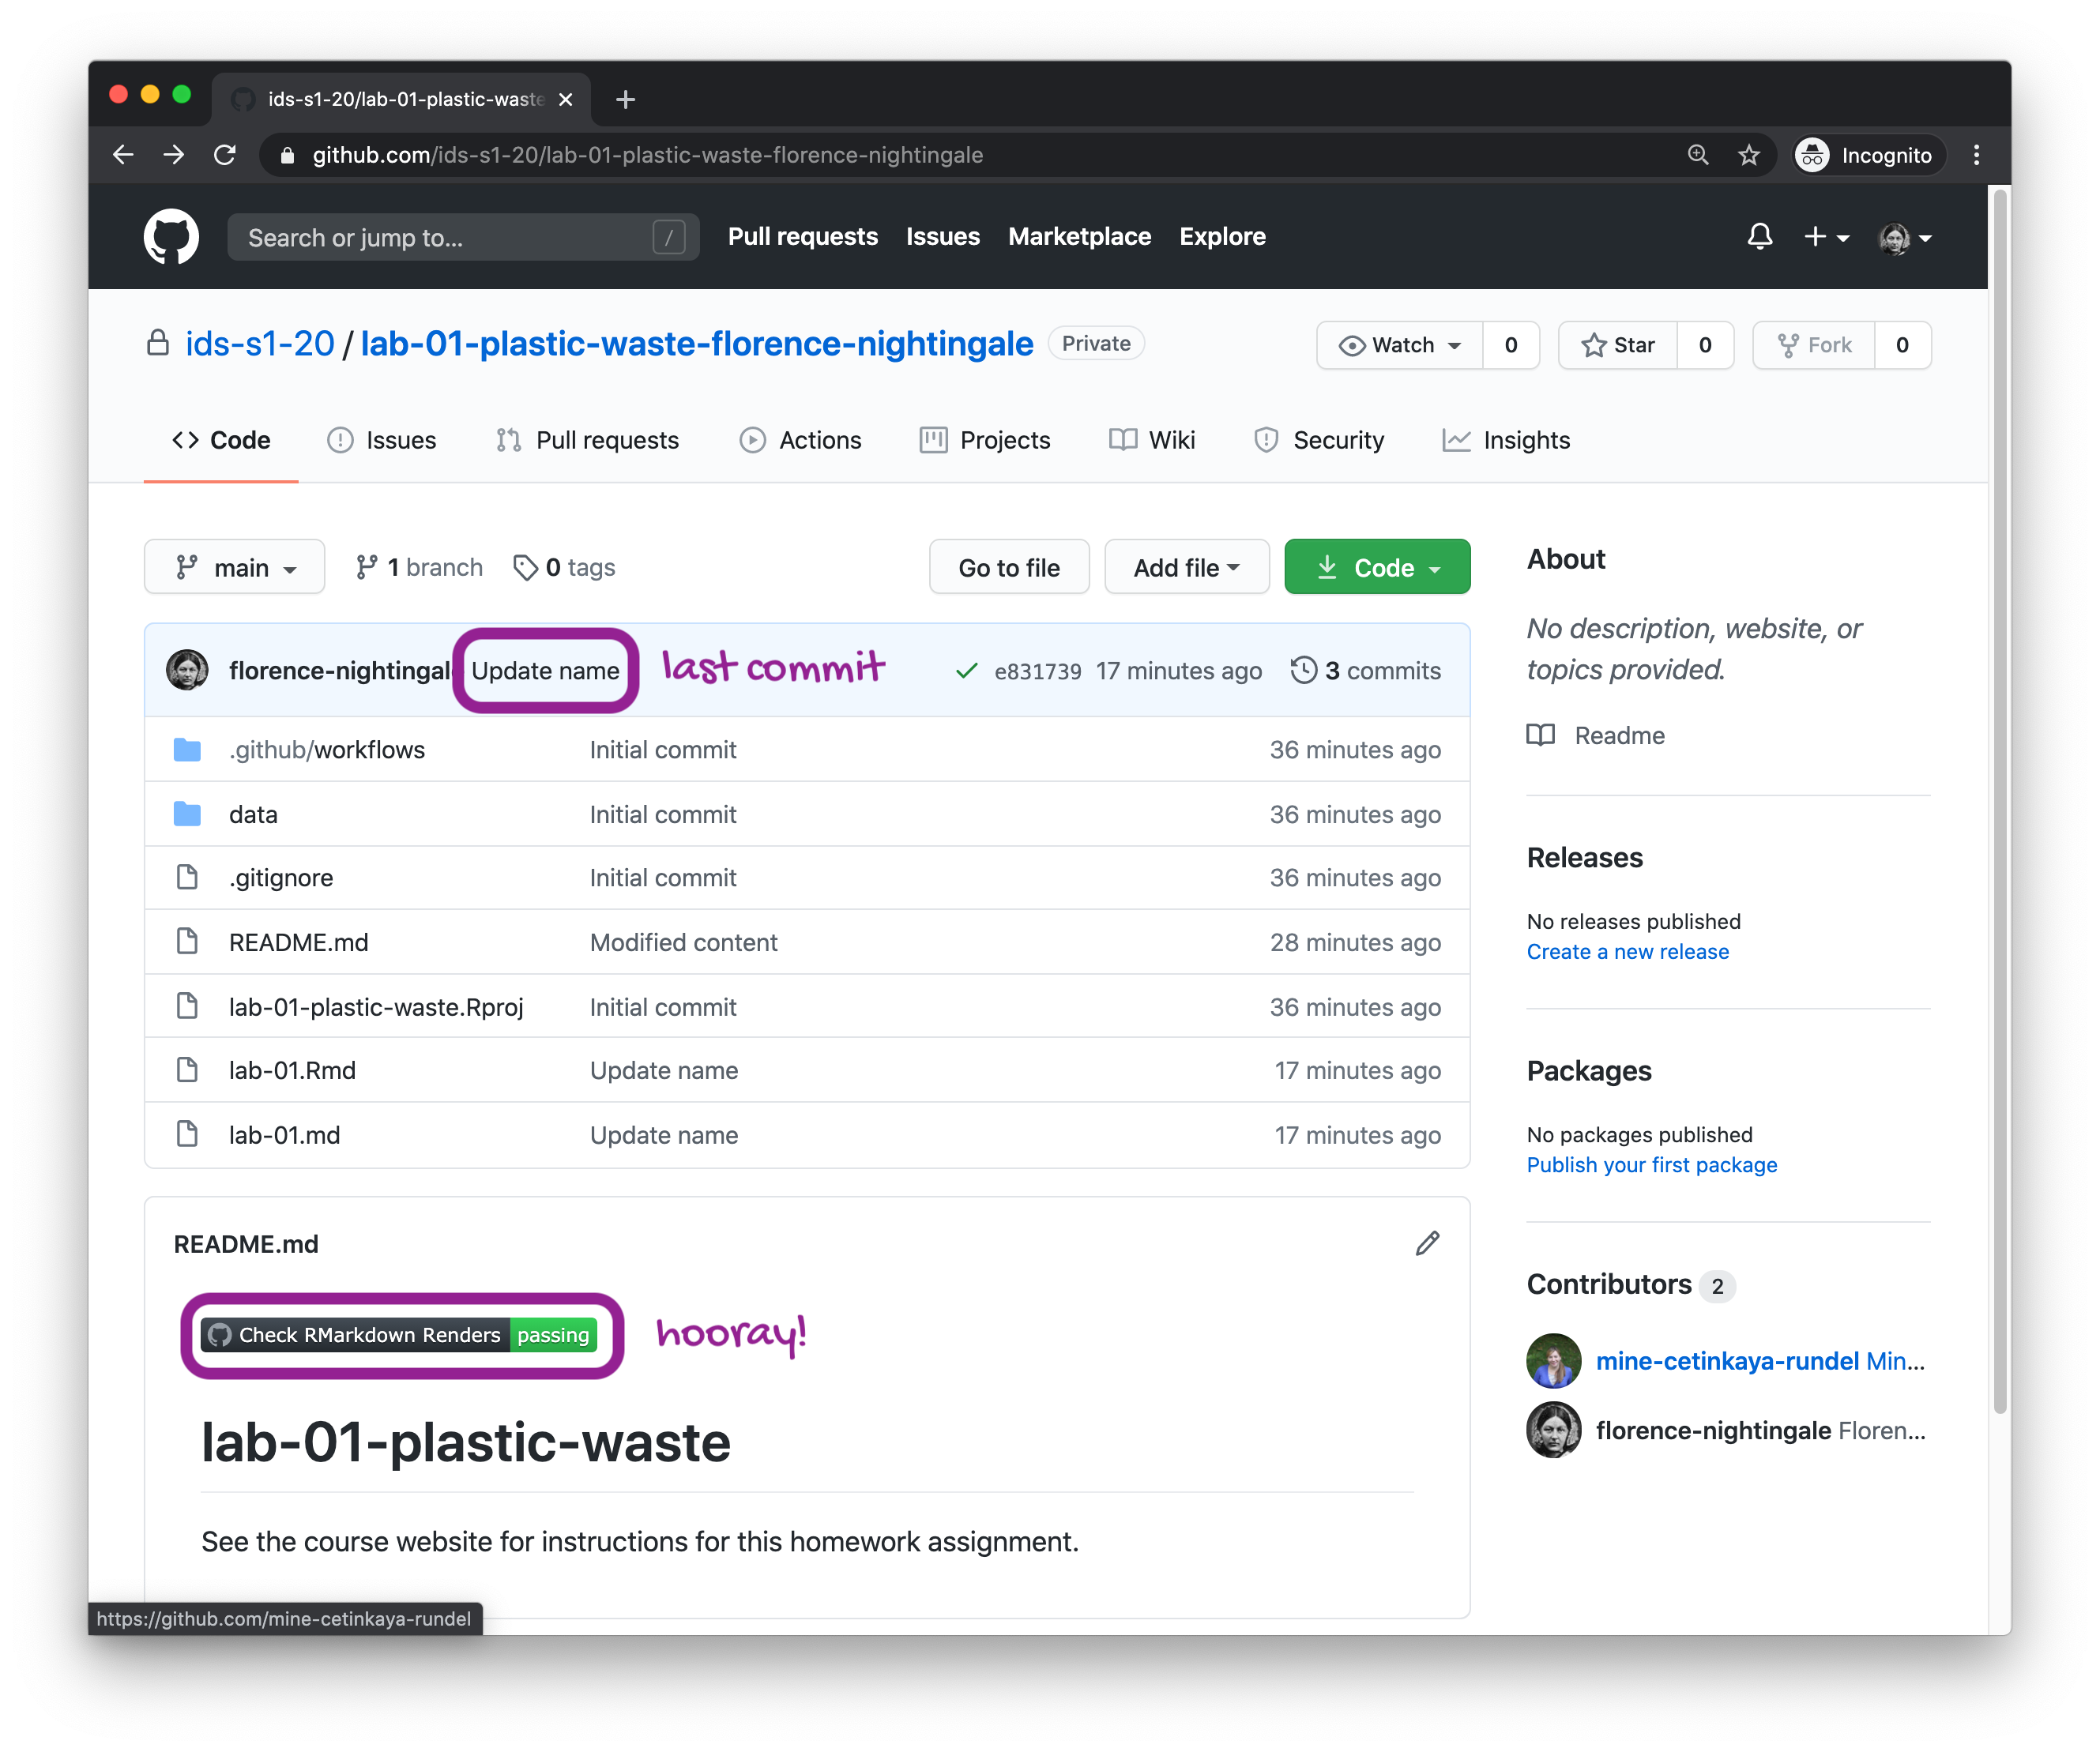 ids-s1-20/lab-01-plastic-waste
github.com/ids-s1-20/lab-01-plastic-waste-florence-nightingale
Incognito
Search or jump to...
/
Pull requests Issues Marketplace Explore
ids-s1-20 / lab-01-plastic-waste-florence-nightingale Private
Watch 0 Star 0 Fork 0
Code Issues Pull requests Actions Projects Wiki Security Insights
main 1 branch 0 tags Go to file Add file Code
florence-nightingal Update name last commit e831739 17 minutes ago 3 commits
.github/workflows Initial commit 36 minutes ago
data Initial commit 36 minutes ago
.gitignore Initial commit 36 minutes ago
README.md Modified content 28 minutes ago
lab-01-plastic-waste.Rproj Initial commit 36 minutes ago
lab-01.Rmd Update name 17 minutes ago
lab-01.md Update name 17 minutes ago
README.md
Check RMarkdown Renders passing hooray!
lab-01-plastic-waste
See the course website for instructions for this homework assignment.
About
No description, website, or
topics provided.
Readme
Releases
No releases published
Create a new release
Packages
No packages published
Publish your first package
Contributors 2
mine-cetinkaya-rundel Min...
florence-nightingale Floren...
https://github.com/mine-cetinkaya-rundel